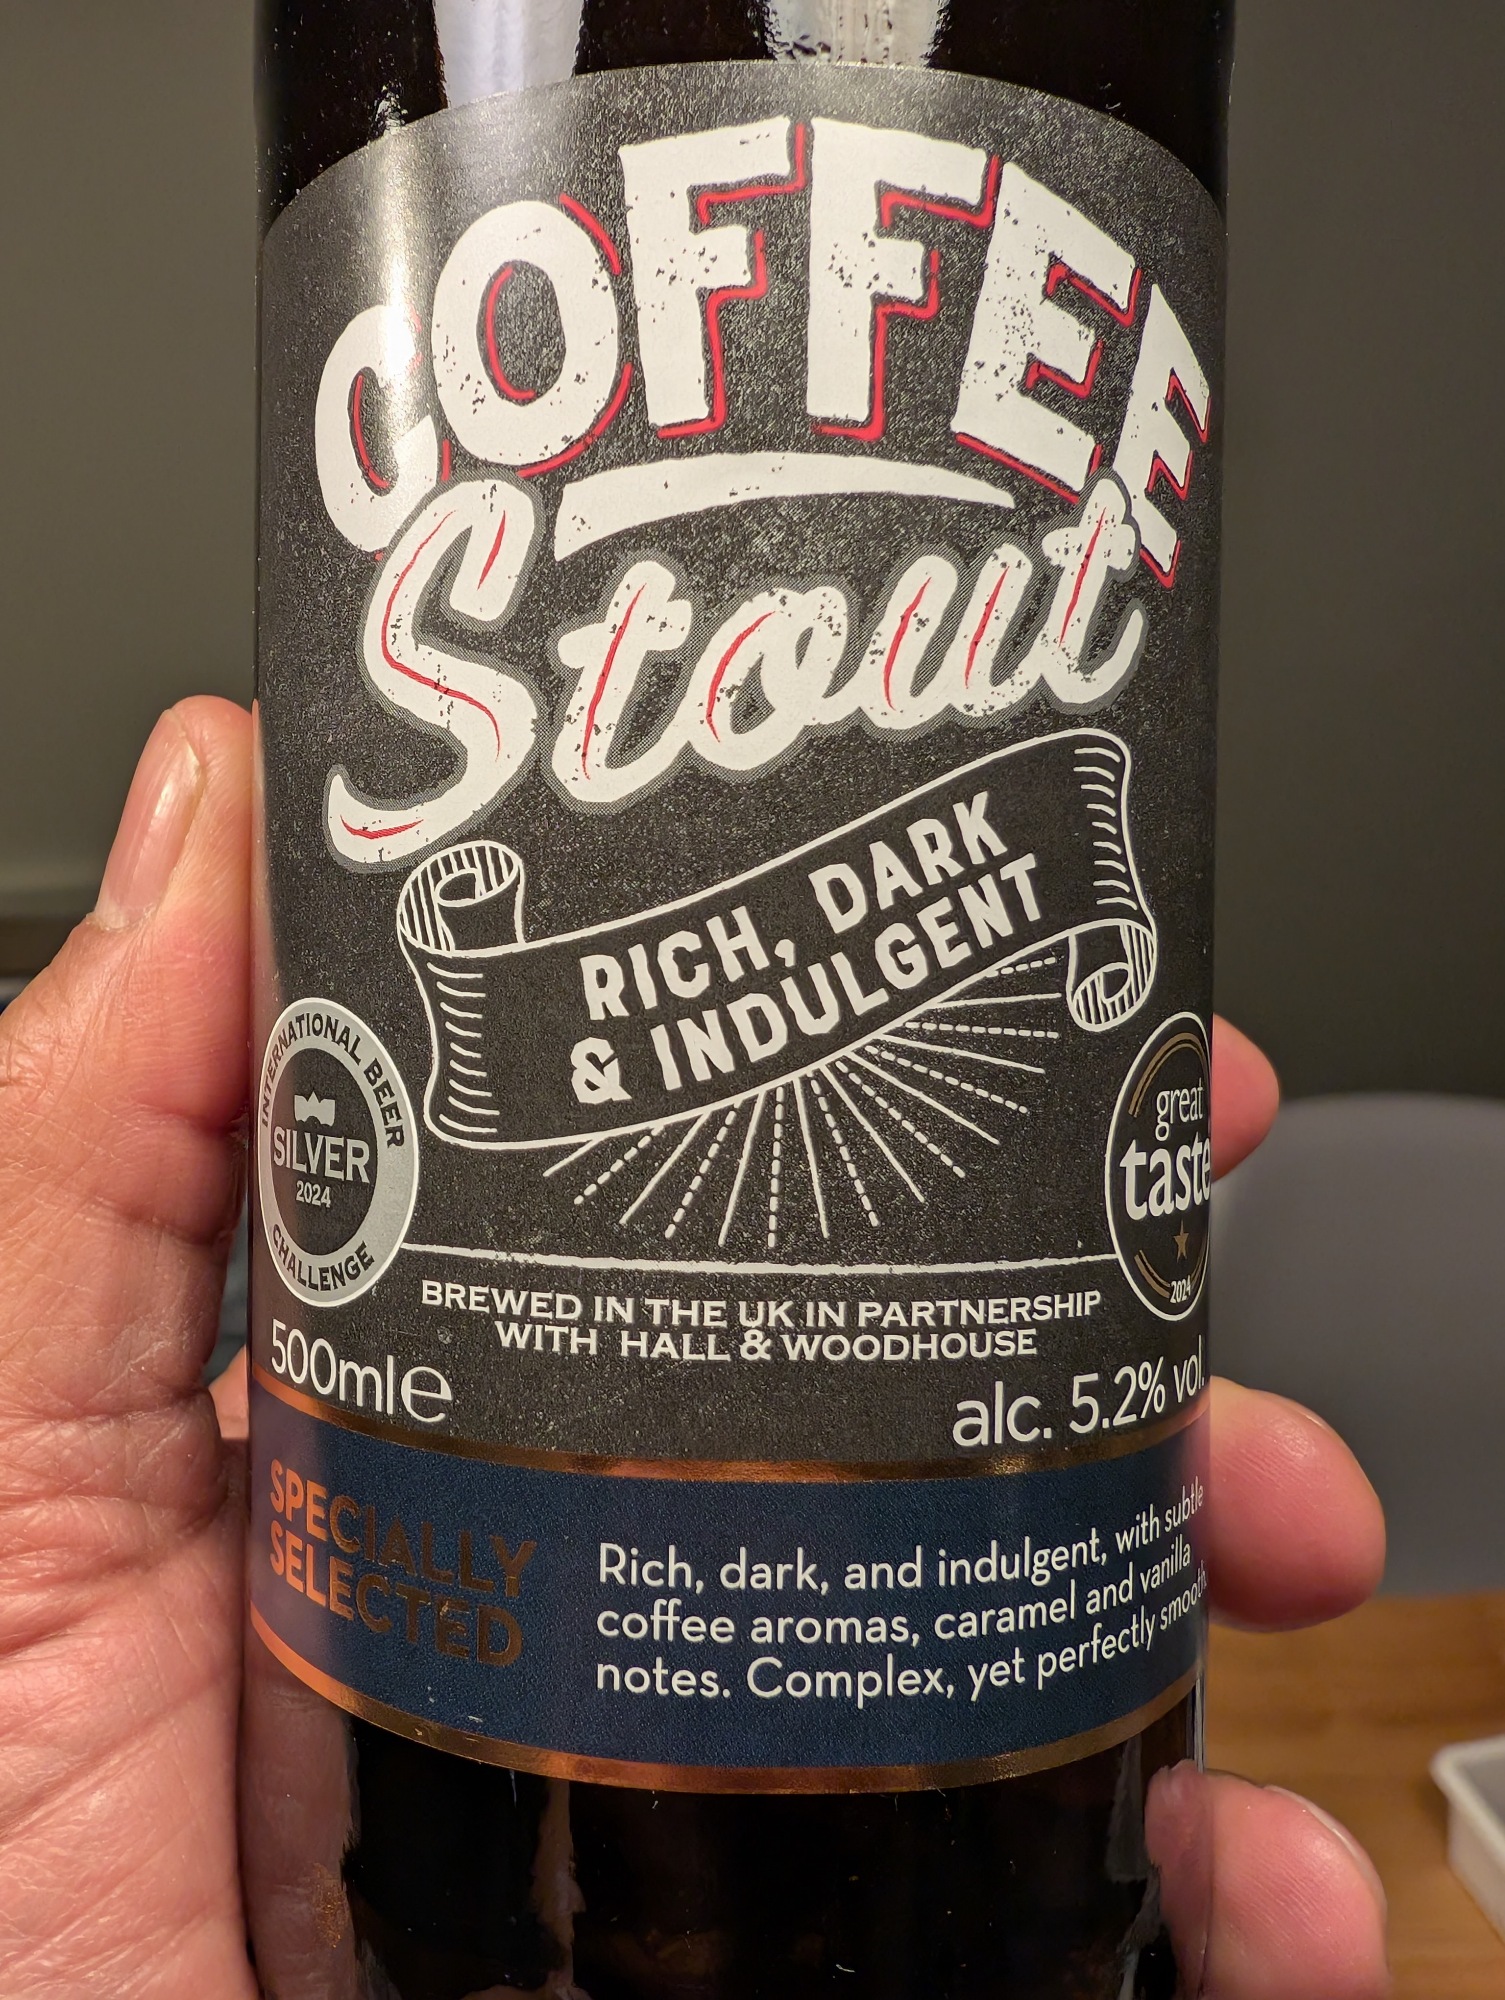 COFFEE
Stout
RICH, DARK
& INDULGENT
INTERNATIONAL BEER
SILVER
2024
CHALLENGE
great
taste
2024
BREWED IN THE UK IN PARTNERSHIP
WITH HALL & WOODHOUSE
500ml e
alc. 5.2% vol.
SPECIALLY
SELECTED
Rich, dark, and indulgent, with subtle
coffee aromas, caramel and vanilla
notes. Complex, yet perfectly smooth.